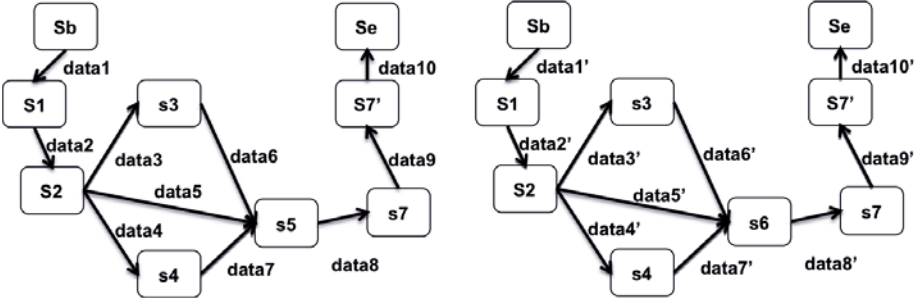 Sb
data1
S1
data2
S2
s3
data3
data6
data5
data4
s4
data7
s5
data8
s7
data9
S7'
data10
Se
Sb
data1'
S1
data2'
S2
s3
data3'
data6'
data5'
data4'
s4
data7'
s6
data8'
s7
data9'
S7'
data10'
Se